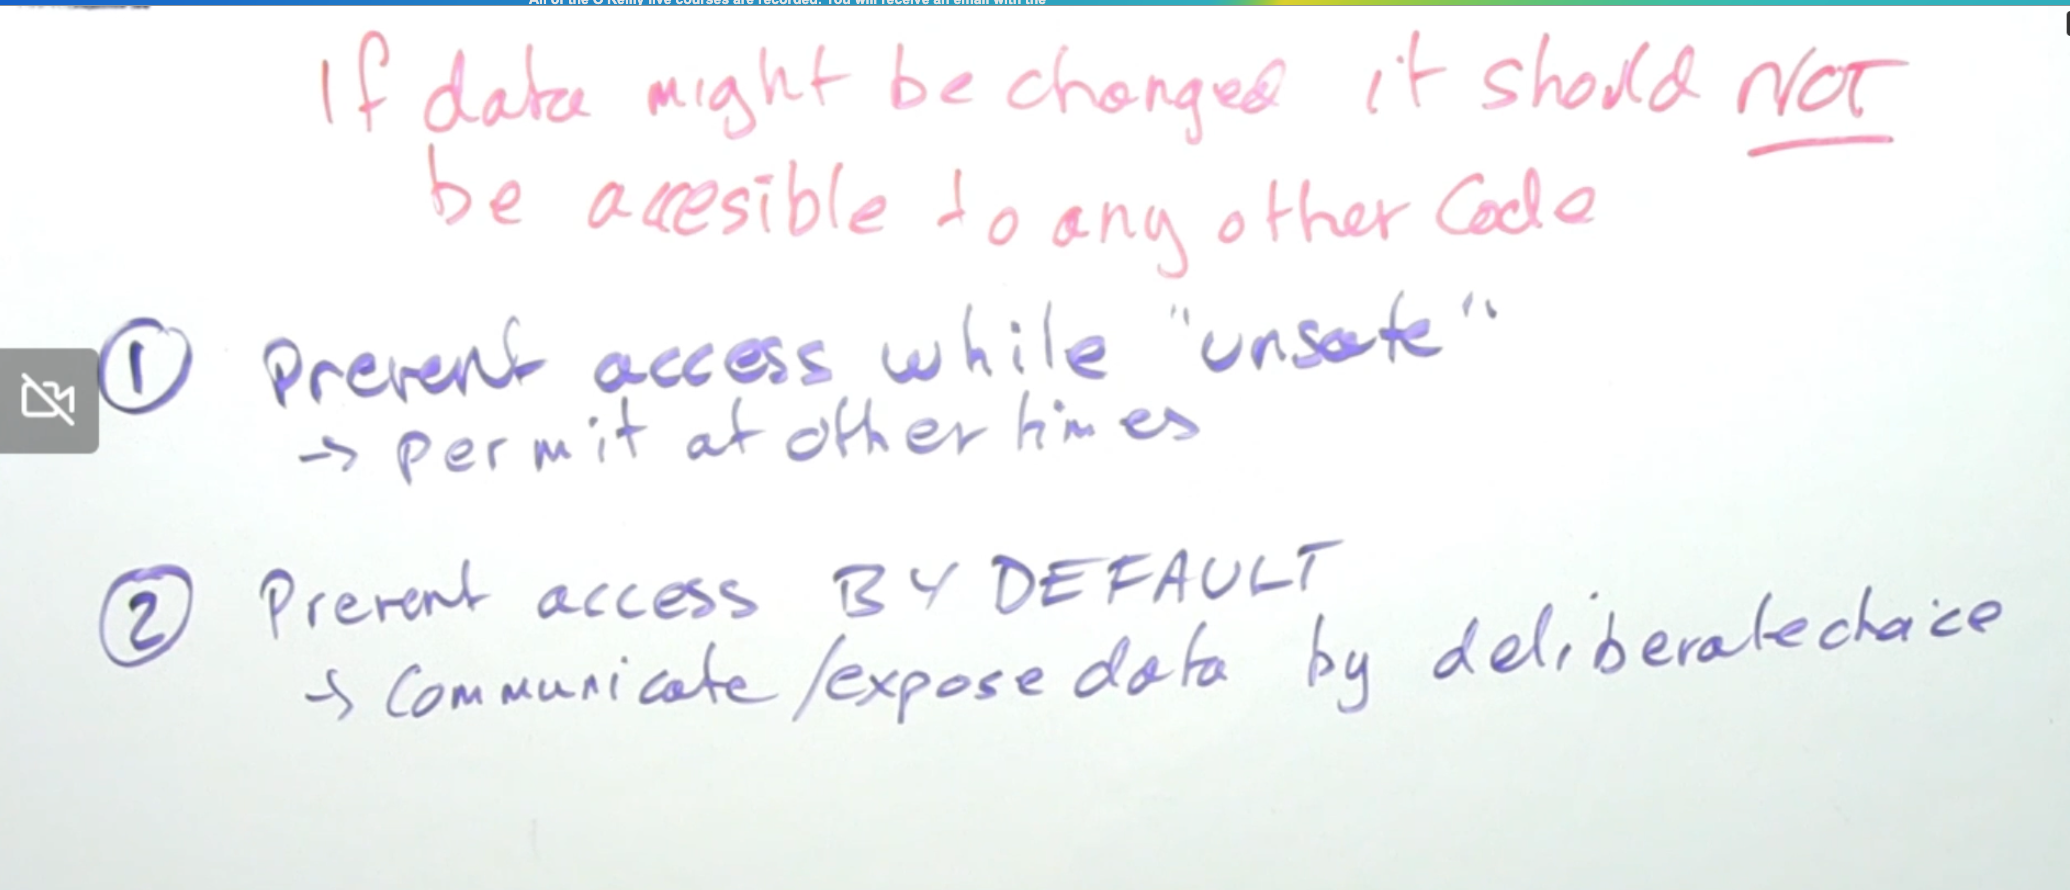 All of the O'Reilly live courses are recorded. You will receive an email with the
If data might be changed it should NOT
be accesible to any other Code
① Prevent access while "unsafe"
→ permit at other times
② Prevent access BY DEFAULT
→ Communicate/expose data by deliberate choice